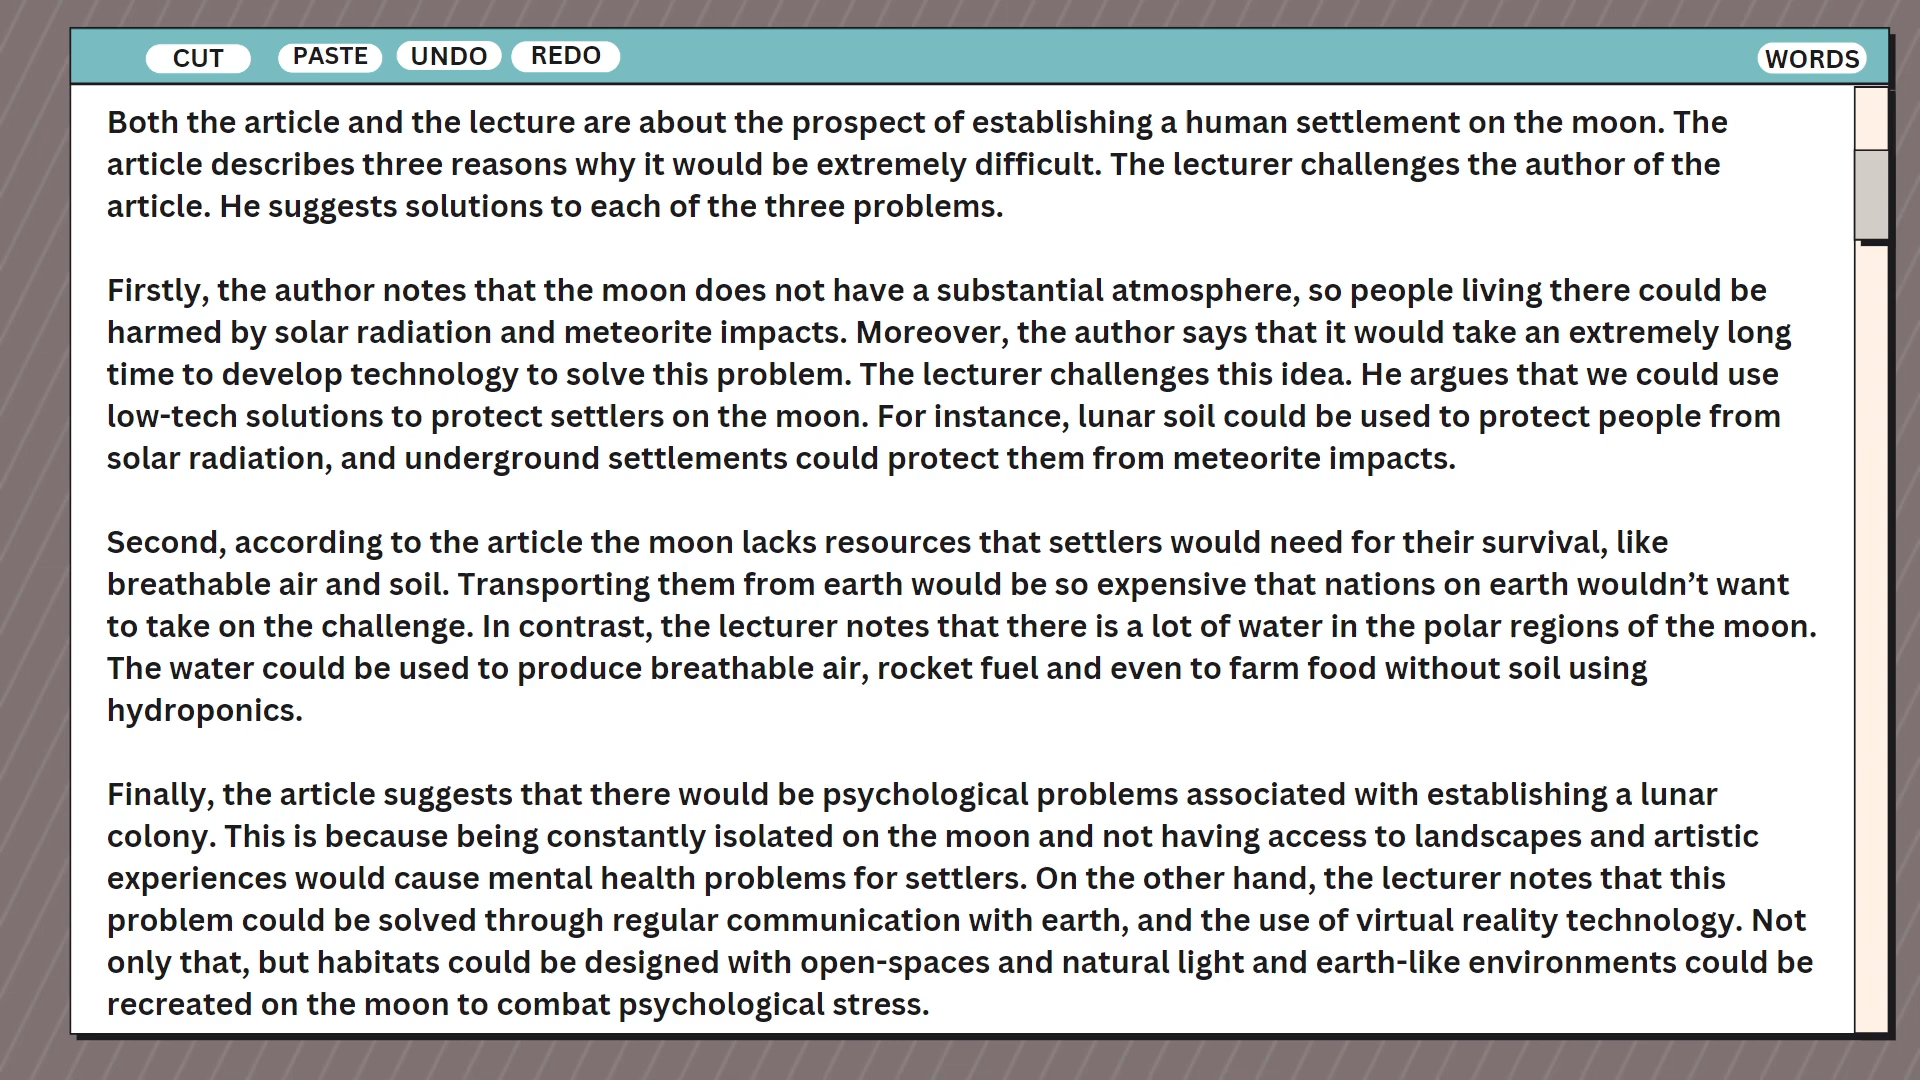 CUT PASTE UNDO REDO WORDS
Both the article and the lecture are about the prospect of establishing a human settlement on the moon. The
article describes three reasons why it would be extremely difficult. The lecturer challenges the author of the
article. He suggests solutions to each of the three problems.
Firstly, the author notes that the moon does not have a substantial atmosphere, so people living there could be
harmed by solar radiation and meteorite impacts. Moreover, the author says that it would take an extremely long
time to develop technology to solve this problem. The lecturer challenges this idea. He argues that we could use
low-tech solutions to protect settlers on the moon. For instance, lunar soil could be used to protect people from
solar radiation, and underground settlements could protect them from meteorite impacts.
Second, according to the article the moon lacks resources that settlers would need for their survival, like
breathable air and soil. Transporting them from earth would be so expensive that nations on earth wouldn’t want
to take on the challenge. In contrast, the lecturer notes that there is a lot of water in the polar regions of the moon.
The water could be used to produce breathable air, rocket fuel and even to farm food without soil using
hydroponics.
Finally, the article suggests that there would be psychological problems associated with establishing a lunar
colony. This is because being constantly isolated on the moon and not having access to landscapes and artistic
experiences would cause mental health problems for settlers. On the other hand, the lecturer notes that this
problem could be solved through regular communication with earth, and the use of virtual reality technology. Not
only that, but habitats could be designed with open-spaces and natural light and earth-like environments could be
recreated on the moon to combat psychological stress.